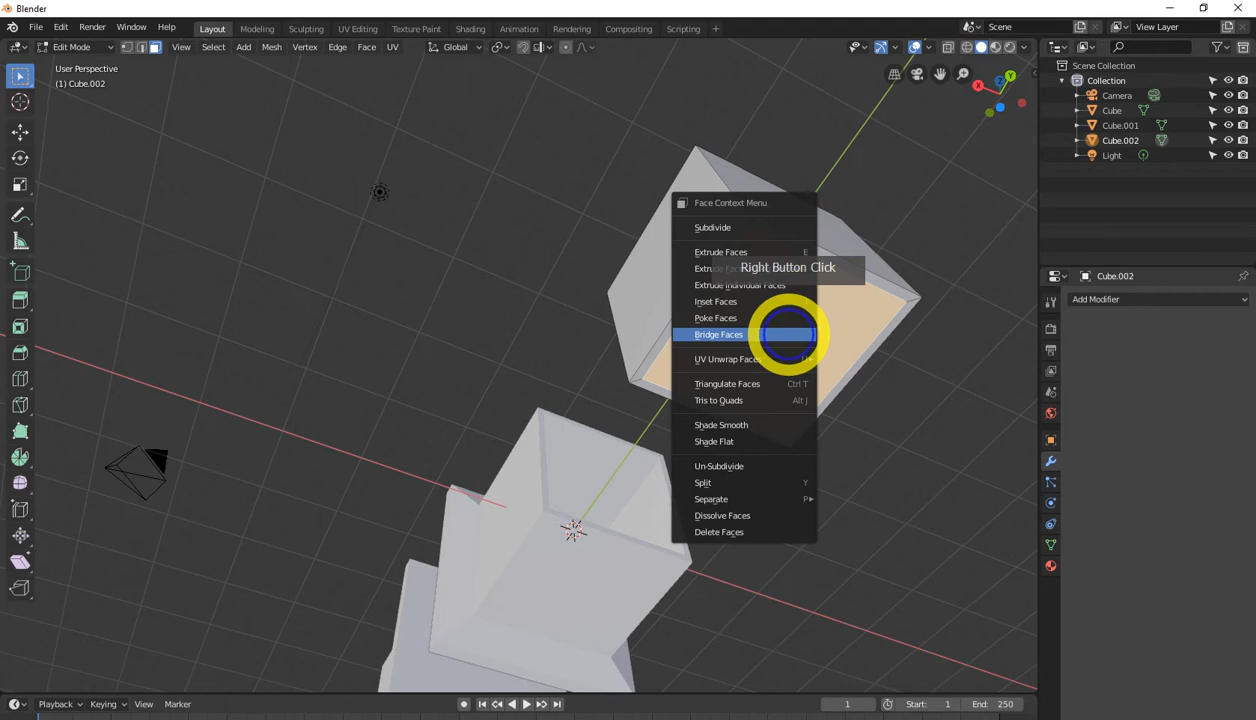 Blender
File Edit Render Window Help Layout Modeling Sculpting UV Editing Texture Paint Shading Animation Rendering Compositing Scripting + Scene View Layer
Edit Mode View Select Add Mesh Vertex Edge Face UV Global
User Perspective
(1) Cube.002
X Y Z
Scene Collection
Collection
Camera
Cube
Cube.001
Cube.002
Light
Cube.002
Add Modifier
Face Context Menu
Subdivide
Extrude Faces E
Right Button Click
Extrude Individual Faces
Inset Faces
Poke Faces
Bridge Faces
UV Unwrap Faces
Triangulate Faces Ctrl T
Tris to Quads Alt J
Shade Smooth
Shade Flat
Un-Subdivide
Split Y
Separate P
Dissolve Faces
Delete Faces
Playback Keying View Marker 1 Start: 1 End: 250